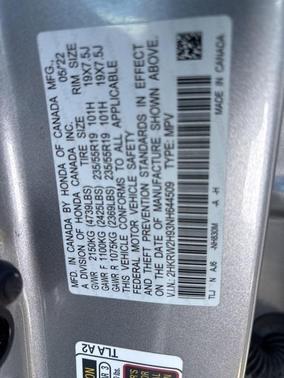 MFD. IN CANADA BY HONDA OF CANADA MFG.,
A DIVISION OF HONDA CANADA INC. 05/'22
TIRE SIZE RIM SIZE
GVWR 2150KG (4739LBS) 235/55R19 101H 19X7.5J
GAWR F 1100KG (2425LBS) 235/55R19 101H 19X7.5J
GAWR R 1075KG (2369LBS)
THIS VEHICLE CONFORMS TO ALL APPLICABLE
FEDERAL MOTOR VEHICLE SAFETY, BUMPER,
AND THEFT PREVENTION STANDARDS IN EFFECT
ON THE DATE OF MANUFACTURE SHOWN ABOVE.
V.I.N.: TYPE: MPV
MADE IN CANADA
NH830M -A -H
TLA A2